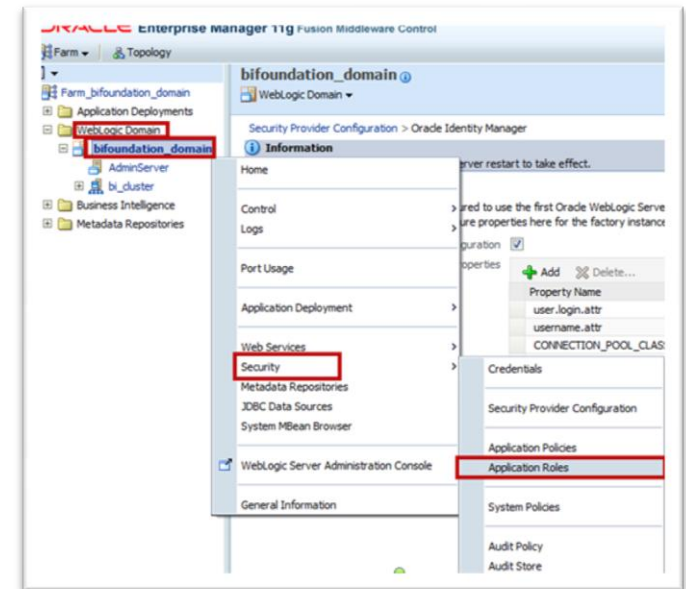 ORACLE Enterprise Manager 11g Fusion Middleware Control
Farm Topology
Farm_bifoundation_domain
Application Deployments
WebLogic Domain
bifoundation_domain
AdminServer
bi_cluster
Business Intelligence
Metadata Repositories
bifoundation_domain
WebLogic Domain
Security Provider Configuration > Oracle Identity Manager
Information
erver restart to take effect.
ured to use the first Oracle WebLogic Serve
ure properties here for the factory instance
guration
operties
Add Delete...
Property Name
user.login.attr
username.attr
CONNECTION_POOL_CLAS
Home
Control
Logs
Port Usage
Application Deployment
Web Services
Security
Metadata Repositories
JDBC Data Sources
System MBean Browser
WebLogic Server Administration Console
General Information
Credentials
Security Provider Configuration
Application Policies
Application Roles
System Policies
Audit Policy
Audit Store